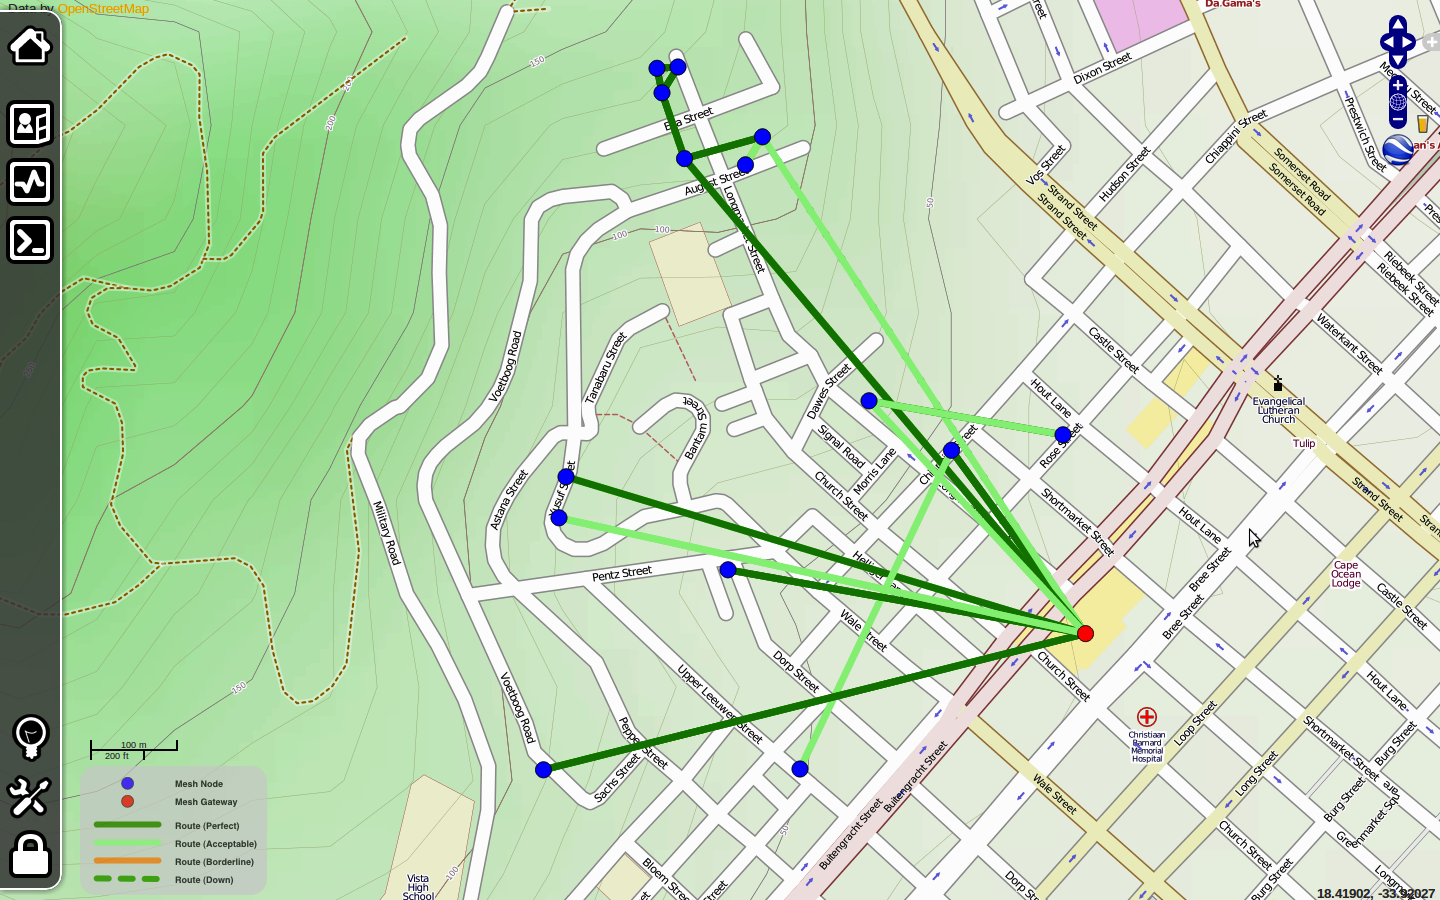 Data by OpenStreetMap
Da.Gama's
Dixon Street
Prestwich Street
Chiappini Street
150
200
200
Ella Street
Vos Street
Hudson Street
Somerset Road
Somerset Road
Strand Street
Strand Street
August Street
Longmarket Street
100
100
50
Riebeek Street
Riebeek Street
Waterkant Street
Castle Street
Voetboog Road
Tanabaru Street
Dawes Street
Hout Lane
Evangelical
Lutheran
Church
Tulip
Bantam Street
Signal Road
Morris Lane
Rose Street
Church Street
Astana Street
Yusuf Street
Strand Street
Shortmarket Street
Hout Lane
Military Road
Bree Street
Bree Street
Cape
Ocean
Lodge
Castle Street
Pentz Street
Wale Street
Dorp Street
Church Street
Upper Leeuwen Street
Voetboog Road
150
Hout Lane
Loop Street
Christiaan
Barnard
Memorial
Hospital
Shortmarket Street
Burg Street
Long Street
Sachs Street
Buitengracht Street
Buitengracht Street
Wale Street
Burg Street
Church Street
Burg Street
Dorp Street
Bloem Street
50
100
Vista
High
School
100 m
200 ft
Mesh Node
Mesh Gateway
Route (Perfect)
Route (Acceptable)
Route (Borderline)
Route (Down)
18.41902, -33.92027